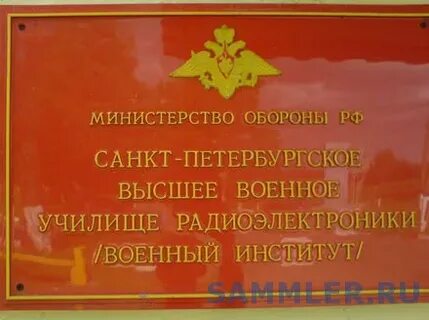 МИНИСТЕРСТВО ОБОРОНЫ РФ
САНКТ-ПЕТЕРБУРГСКОЕ
ВЫСШЕЕ ВОЕННОЕ
УЧИЛИЩЕ РАДИОЭЛЕКТРОНИКИ
/ВОЕННЫЙ ИНСТИТУТ/
SAMMLER.RU